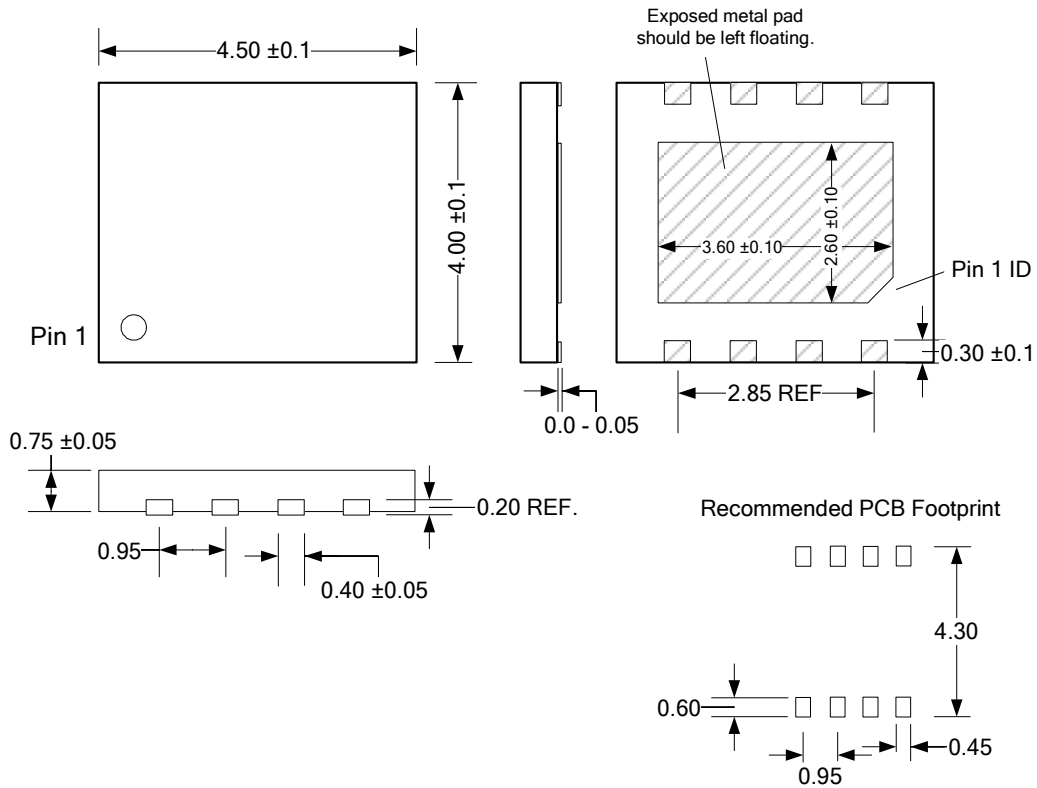 Exposed metal pad
should be left floating.
4.50 ±0.1
4.00 ±0.1
2.60 ±0.10
3.60 ±0.10
Pin 1 ID
Pin 1
0.30 ±0.1
2.85 REF
0.0 - 0.05
0.75 ±0.05
0.20 REF.
0.95
0.40 ±0.05
Recommended PCB Footprint
4.30
0.60
0.45
0.95